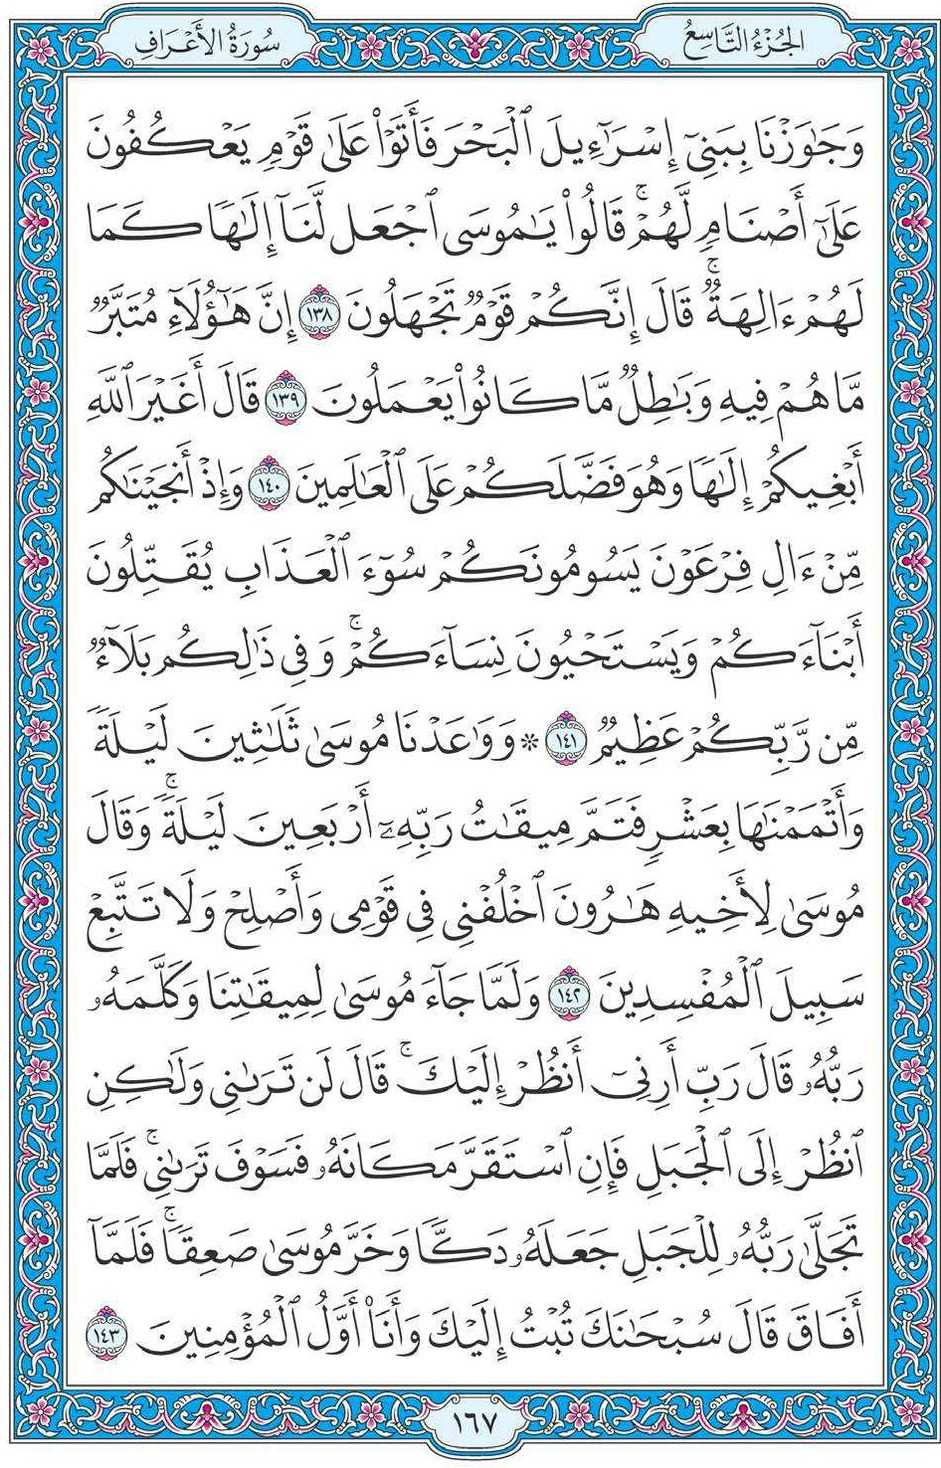 الجُزْءُ التَّاسِعُ
سُورَةُ الأَعْرَافِ
وَجَٰوَزْنَا بِبَنِىٓ إِسْرَٰٓءِيلَ ٱلْبَحْرَ فَأَتَوْا۟ عَلَىٰ قَوْمٍ يَعْكُفُونَ
عَلَىٰٓ أَصْنَامٍ لَّهُمْ ۚ قَالُوا۟ يَٰمُوسَى ٱجْعَل لَّنَآ إِلَٰهًا كَمَا
لَهُمْ ءَالِهَةٌ ۚ قَالَ إِنَّكُمْ قَوْمٌ تَجْهَلُونَ ١٣٨ إِنَّ هَٰٓؤُلَآءِ مُتَبَّرٌ
مَّا هُمْ فِيهِ وَبَٰطِلٌ مَّا كَانُوا۟ يَعْمَلُونَ ١٣٩ قَالَ أَغَيْرَ ٱللَّهِ
أَبْغِيكُمْ إِلَٰهًا وَهُوَ فَضَّلَكُمْ عَلَى ٱلْعَٰلَمِينَ ١٤٠ وَإِذْ أَنجَيْنَٰكُم
مِّنْ ءَالِ فِرْعَوْنَ يَسُومُونَكُمْ سُوٓءَ ٱلْعَذَابِ يُقَتِّلُونَ
أَبْنَآءَكُمْ وَيَسْتَحْيُونَ نِسَآءَكُمْ ۚ وَفِى ذَٰلِكُم بَلَآءٌ
مِّن رَّبِّكُمْ عَظِيمٌ ١٤١ ۞ وَوَٰعَدْنَا مُوسَىٰ ثَلَٰثِينَ لَيْلَةً
وَأَتْمَمْنَٰهَا بِعَشْرٍ فَتَمَّ مِيقَٰتُ رَبِّهِۦٓ أَرْبَعِينَ لَيْلَةً ۚ وَقَالَ
مُوسَىٰ لِأَخِيهِ هَٰرُونَ ٱخْلُفْنِى فِى قَوْمِى وَأَصْلِحْ وَلَا تَتَّبِعْ
سَبِيلَ ٱلْمُفْسِدِينَ ١٤٢ وَلَمَّا جَآءَ مُوسَىٰ لِمِيقَٰتِنَا وَكَلَّمَهُۥ
رَبُّهُۥ قَالَ رَبِّ أَرِنِىٓ أَنظُرْ إِلَيْكَ ۚ قَالَ لَن تَرَىٰنِى وَلَٰكِنِ
ٱنظُرْ إِلَى ٱلْجَبَلِ فَإِنِ ٱسْتَقَرَّ مَكَانَهُۥ فَسَوْفَ تَرَىٰنِى ۚ فَلَمَّا
تَجَلَّىٰ رَبُّهُۥ لِلْجَبَلِ جَعَلَهُۥ دَكًّا وَخَرَّ مُوسَىٰ صَعِقًا ۚ فَلَمَّآ
أَفَاقَ قَالَ سُبْحَٰنَكَ تُبْتُ إِلَيْكَ وَأَنَا۠ أَوَّلُ ٱلْمُؤْمِنِينَ ١٤٣
١٦٧